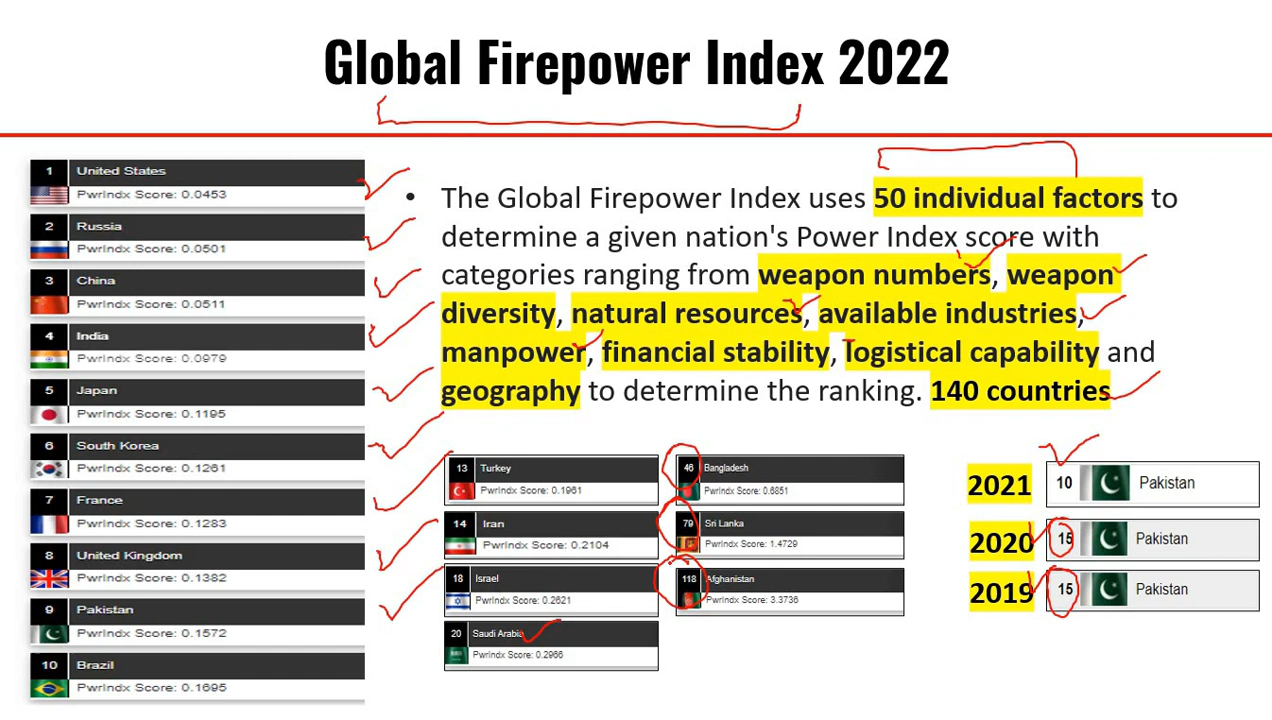 Global Firepower Index 2022
1 United States
PwrIndx Score: 0.0453
2 Russia
PwrIndx Score: 0.0501
3 China
PwrIndx Score: 0.0511
4 India
PwrIndx Score: 0.0979
5 Japan
PwrIndx Score: 0.1195
6 South Korea
PwrIndx Score: 0.1261
7 France
PwrIndx Score: 0.1283
8 United Kingdom
PwrIndx Score: 0.1382
9 Pakistan
PwrIndx Score: 0.1572
10 Brazil
PwrIndx Score: 0.1695
• The Global Firepower Index uses 50 individual factors to
determine a given nation's Power Index score with
categories ranging from weapon numbers, weapon
diversity, natural resources, available industries,
manpower, financial stability, logistical capability and
geography to determine the ranking. 140 countries
13 Turkey
PwrIndx Score: 0.1961
14 Iran
PwrIndx Score: 0.2104
18 Israel
PwrIndx Score: 0.2621
20 Saudi Arabia
PwrIndx Score: 0.2966
46 Bangladesh
PwrIndx Score: 0.6851
79 Sri Lanka
PwrIndx Score: 1.4729
118 Afghanistan
PwrIndx Score: 3.3736
2021 10 Pakistan
2020 15 Pakistan
2019 15 Pakistan